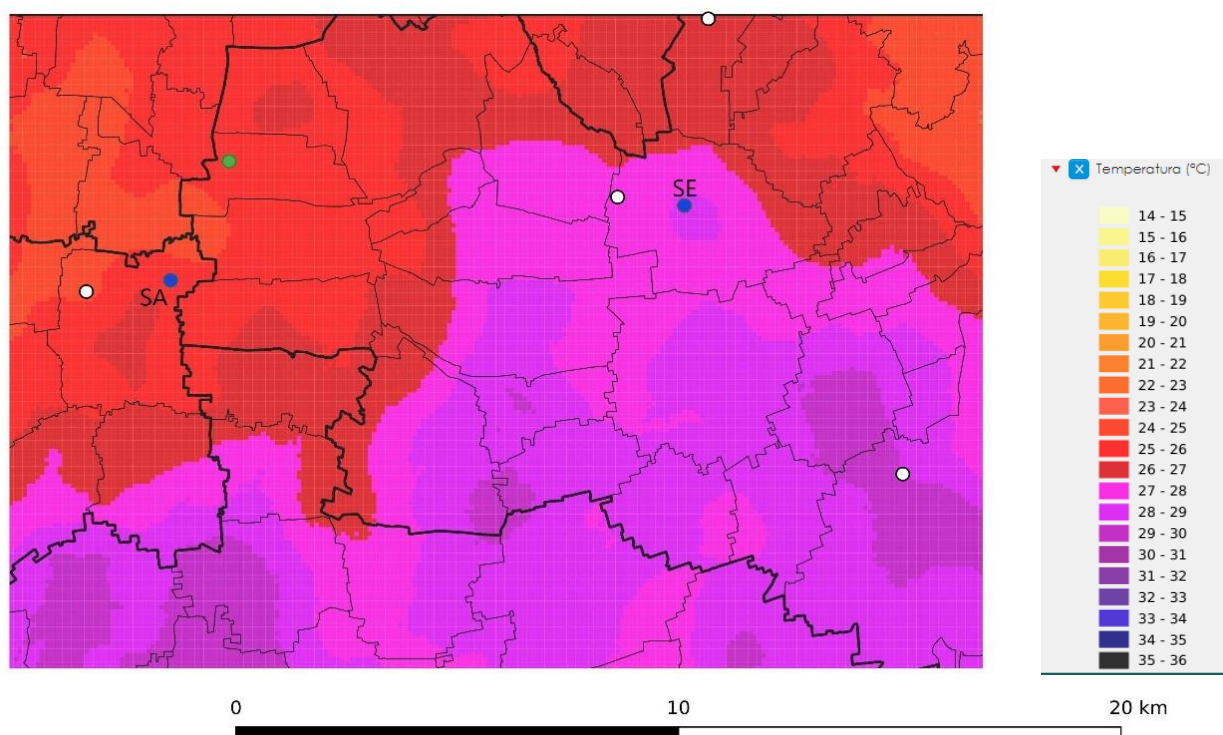 SE
SA
Temperatura (°C)
14 - 15
15 - 16
16 - 17
17 - 18
18 - 19
19 - 20
20 - 21
21 - 22
22 - 23
23 - 24
24 - 25
25 - 26
26 - 27
27 - 28
28 - 29
29 - 30
30 - 31
31 - 32
32 - 33
33 - 34
34 - 35
35 - 36
0 10 20 km